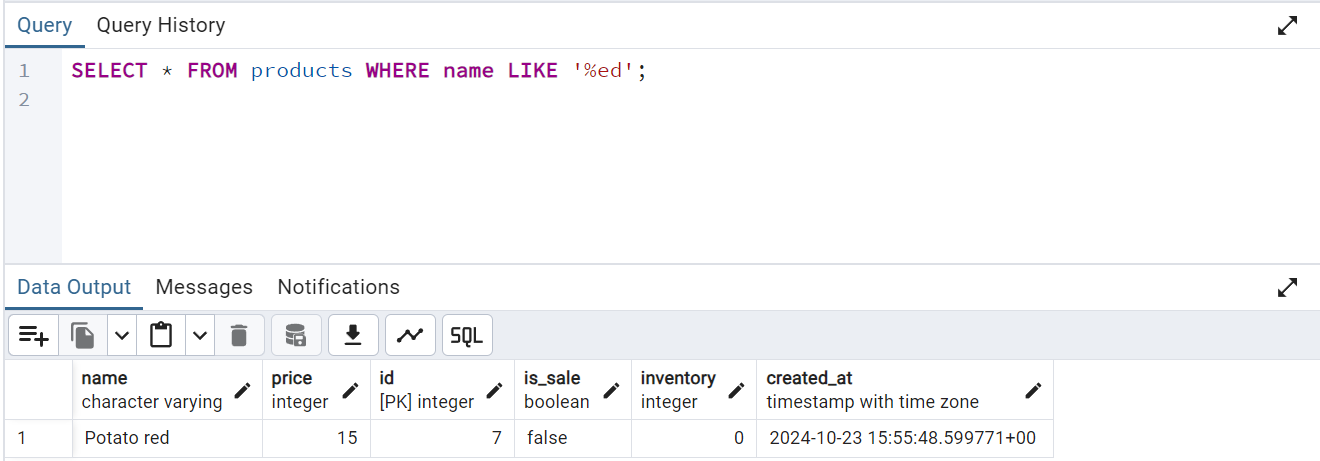 Query Query History
1 SELECT * FROM products WHERE name LIKE '%ed';
2
Data Output Messages Notifications
SQL
name price id is_sale inventory created_at
character varying integer [PK] integer boolean integer timestamp with time zone
1 Potato red 15 7 false 0 2024-10-23 15:55:48.599771+00